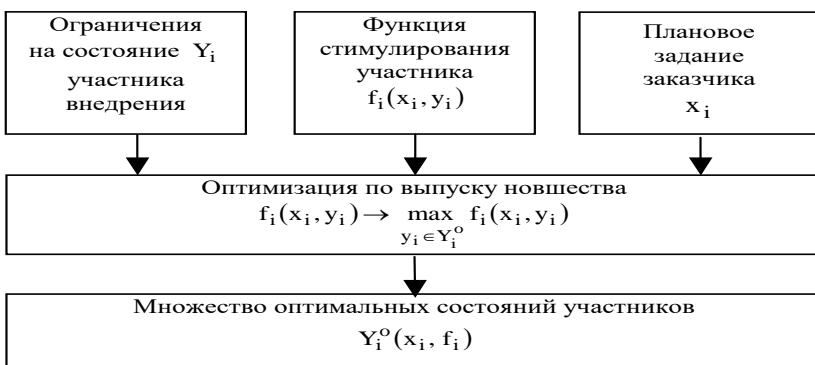 Ограничения
на состояние Y_i
участника
внедрения
Функция
стимулирования
участника
f_i(x_i, y_i)
Плановое
задание
заказчика
x_i
Оптимизация по выпуску новшества
f_i(x_i, y_i) → max f_i(x_i, y_i)
y_i ∈ Y_i^o
Множество оптимальных состояний участников
Y_i^o(x_i, f_i)